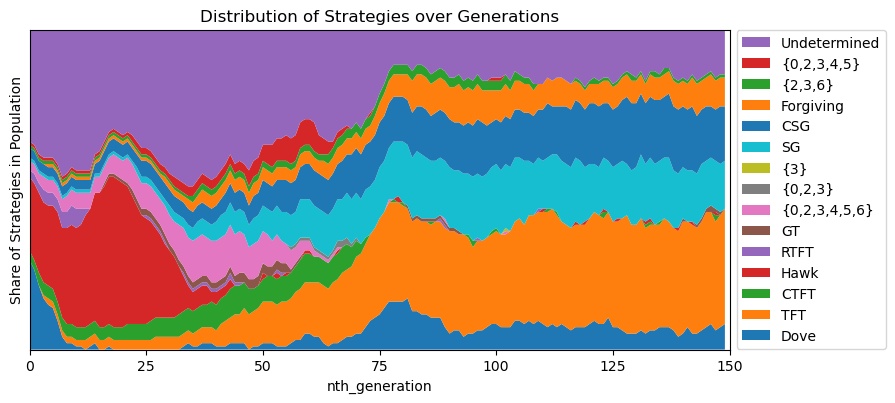 Distribution of Strategies over Generations
Share of Strategies in Population
0 25 50 75 100 125 150
nth_generation
Undetermined
{0,2,3,4,5}
{2,3,6}
Forgiving
CSG
SG
{3}
{0,2,3}
{0,2,3,4,5,6}
GT
RTFT
Hawk
CTFT
TFT
Dove